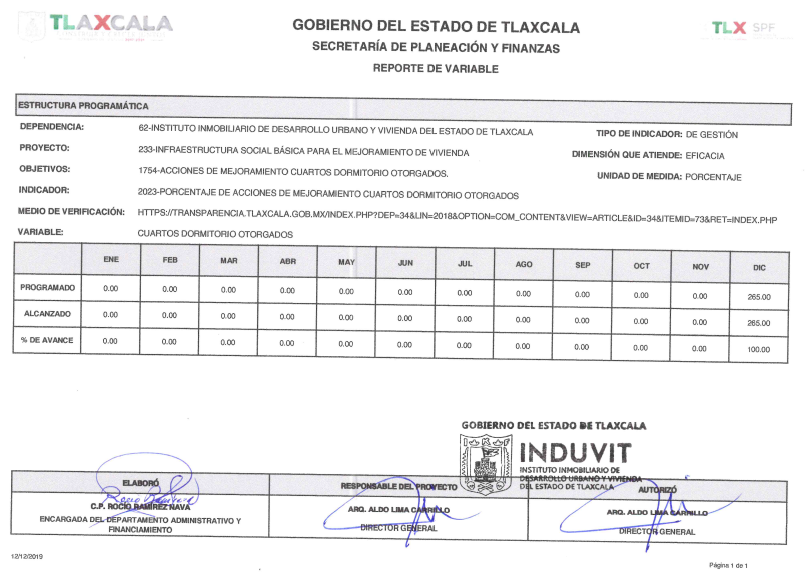 TLAXCALA
GOBIERNO DEL ESTADO DE TLAXCALA
TLX SPF
SECRETARÍA DE PLANEACIÓN Y FINANZAS
REPORTE DE VARIABLE
ESTRUCTURA PROGRAMÁTICA
DEPENDENCIA: 62-INSTITUTO INMOBILIARIO DE DESARROLLO URBANO Y VIVIENDA DEL ESTADO DE TLAXCALA TIPO DE INDICADOR: DE GESTIÓN
PROYECTO: 233-INFRAESTRUCTURA SOCIAL BÁSICA PARA EL MEJORAMIENTO DE VIVIENDA DIMENSIÓN QUE ATIENDE: EFICACIA
OBJETIVOS: 1754-ACCIONES DE MEJORAMIENTO CUARTOS DORMITORIO OTORGADOS. UNIDAD DE MEDIDA: PORCENTAJE
INDICADOR: 2023-PORCENTAJE DE ACCIONES DE MEJORAMIENTO CUARTOS DORMITORIO OTORGADOS
MEDIO DE VERIFICACIÓN: HTTPS://TRANSPARENCIA.TLAXCALA.GOB.MX/INDEX.PHP?DEP=34&LIN=2018&OPTION=COM_CONTENT&VIEW=ARTICLE&ID=34&ITEMID=73&RET=INDEX.PHP
VARIABLE: CUARTOS DORMITORIO OTORGADOS
ENE FEB MAR ABR MAY JUN JUL AGO SEP OCT NOV DIC
PROGRAMADO 0.00 0.00 0.00 0.00 0.00 0.00 0.00 0.00 0.00 0.00 0.00 265.00
ALCANZADO 0.00 0.00 0.00 0.00 0.00 0.00 0.00 0.00 0.00 0.00 0.00 265.00
% DE AVANCE 0.00 0.00 0.00 0.00 0.00 0.00 0.00 0.00 0.00 0.00 0.00 100.00
GOBIERNO DEL ESTADO DE TLAXCALA
INDUVIT
INSTITUTO INMOBILIARIO DE
DESARROLLO URBANO Y VIVIENDA
DEL ESTADO DE TLAXCALA
ELABORÓ RESPONSABLE DEL PROYECTO AUTORIZÓ
C.P. ROCIO RAMÍREZ NAVA ARQ. ALDO LIMA CARRILLO ARQ. ALDO LIMA CARRILLO
ENCARGADA DEL DEPARTAMENTO ADMINISTRATIVO Y
FINANCIAMIENTO DIRECTOR GENERAL DIRECTOR GENERAL
12/12/2019
Página 1 de 1